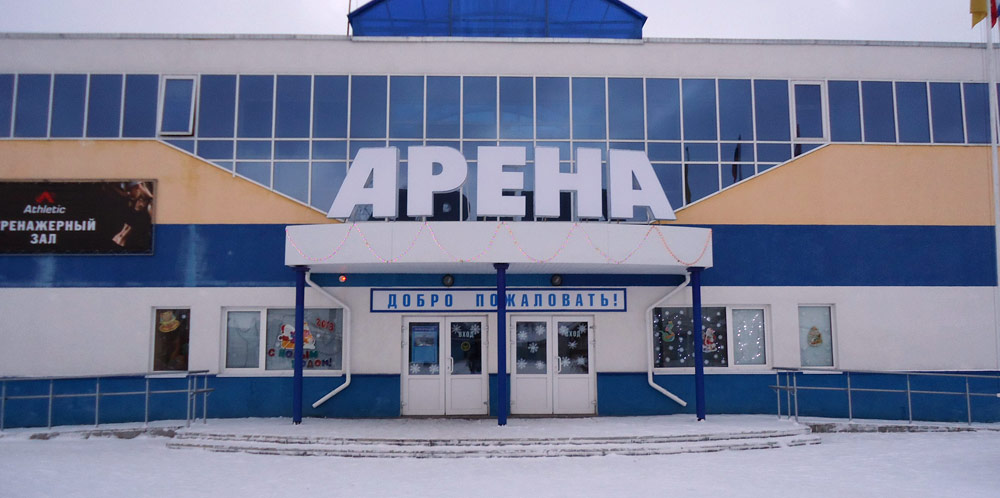 АРЕНА
Athletic
РЕНАЖЕРНЫЙ
ЗАЛ
ДОБРО ПОЖАЛОВАТЬ!
ВХОД
ВХОД
С НОВЫМ
ГОДОМ!